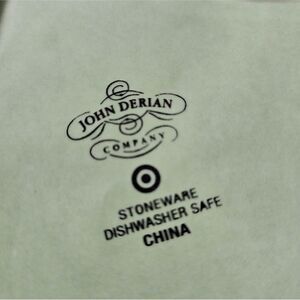 JOHN DERIAN
COMPANY
STONEWARE
DISHWASHER SAFE
CHINA